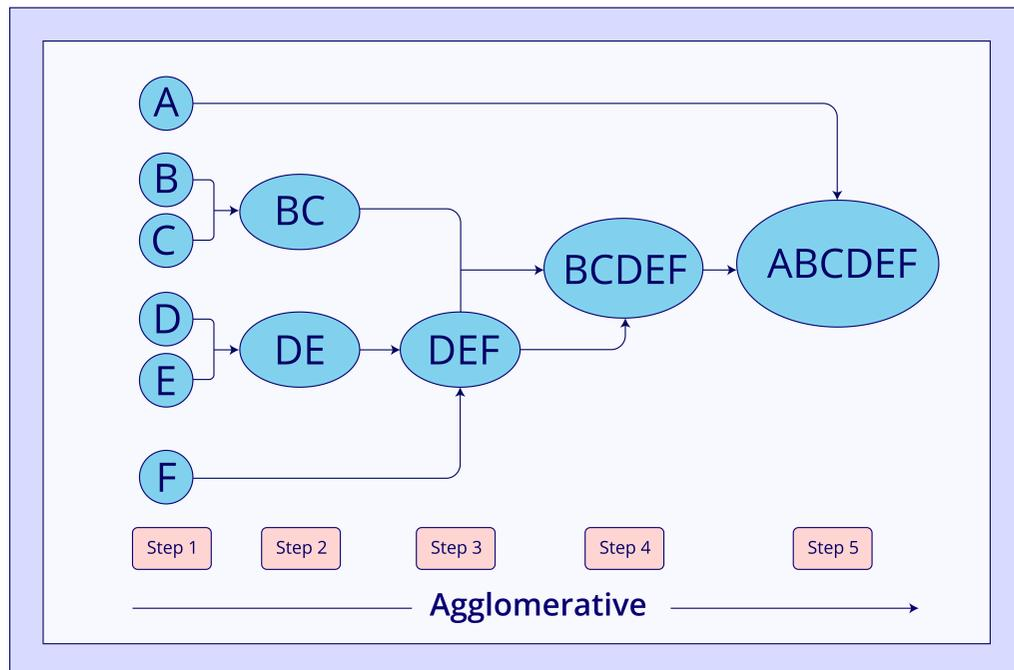 A
B
C
BC
D
E
DE
DEF
F
BCDEF
ABCDEF
Step 1
Step 2
Step 3
Step 4
Step 5
Agglomerative